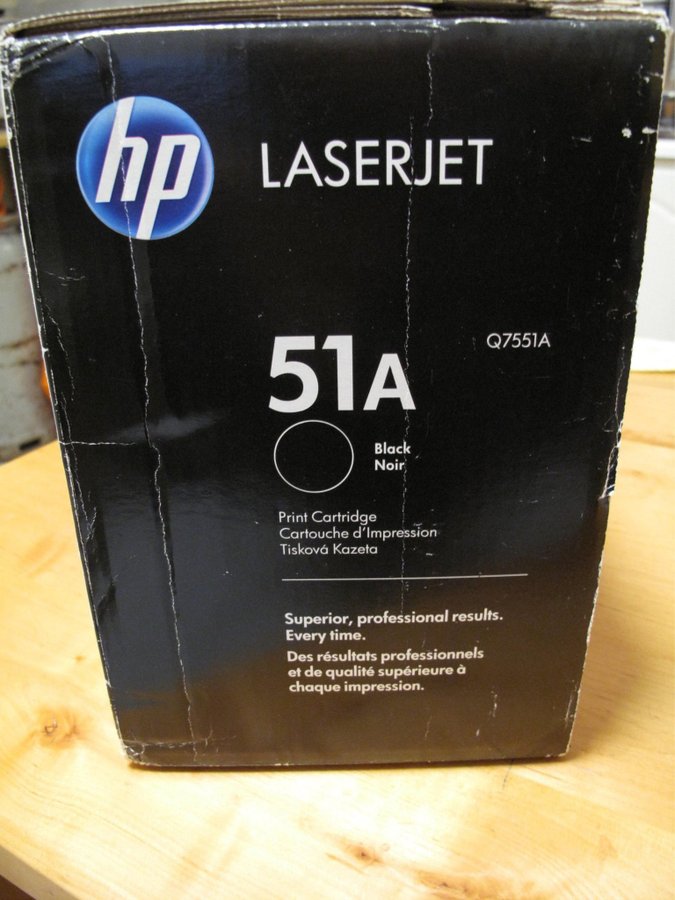 hp LASERJET
51A Q7551A
Black
Noir
Print Cartridge
Cartouche d'Impression
Tisková Kazeta
Superior, professional results.
Every time.
Des résultats professionnels
et de qualité supérieure à
chaque impression.